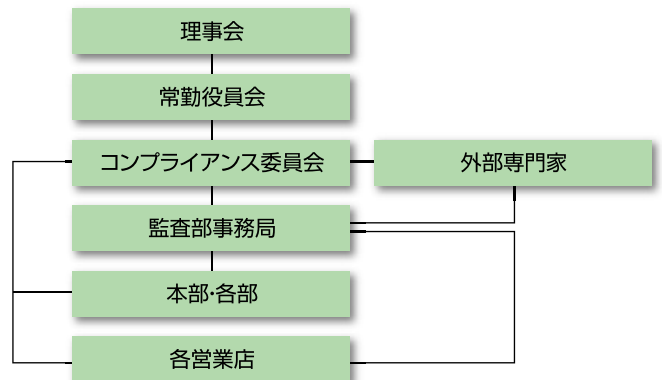 理事会
常勤役員会
コンプライアンス委員会
外部専門家
監査部事務局
本部・各部
各営業店